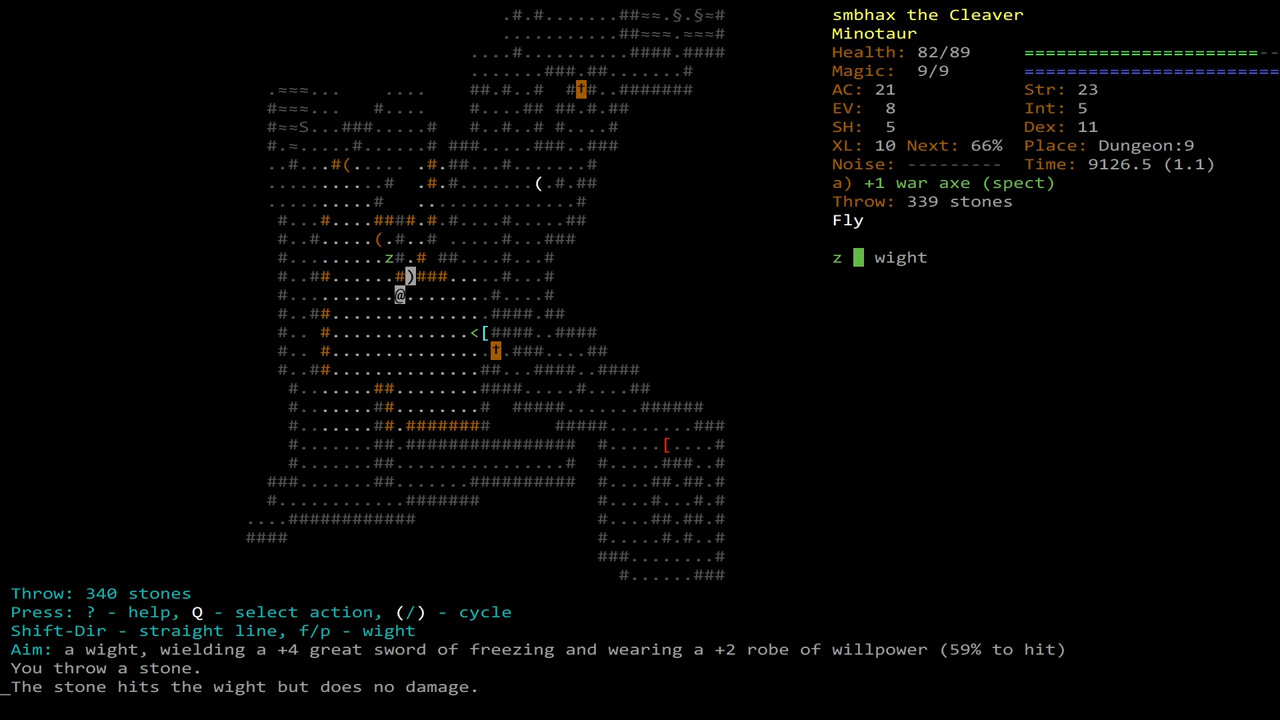 smbhax the Cleaver
Minotaur
Health: 82/89 ========================--
Magic: 9/9 ==========================
AC: 21 Str: 23
EV: 8 Int: 5
SH: 5 Dex: 11
XL: 10 Next: 66% Place: Dungeon:9
Noise: --------- Time: 9126.5 (1.1)
a) +1 war axe (spect)
Throw: 339 stones
Fly
z wight
Throw: 340 stones
Press: ? - help, Q - select action, (/) - cycle
Shift-Dir - straight line, f/p - wight
Aim: a wight, wielding a +4 great sword of freezing and wearing a +2 robe of willpower (59% to hit)
You throw a stone.
_The stone hits the wight but does no damage.